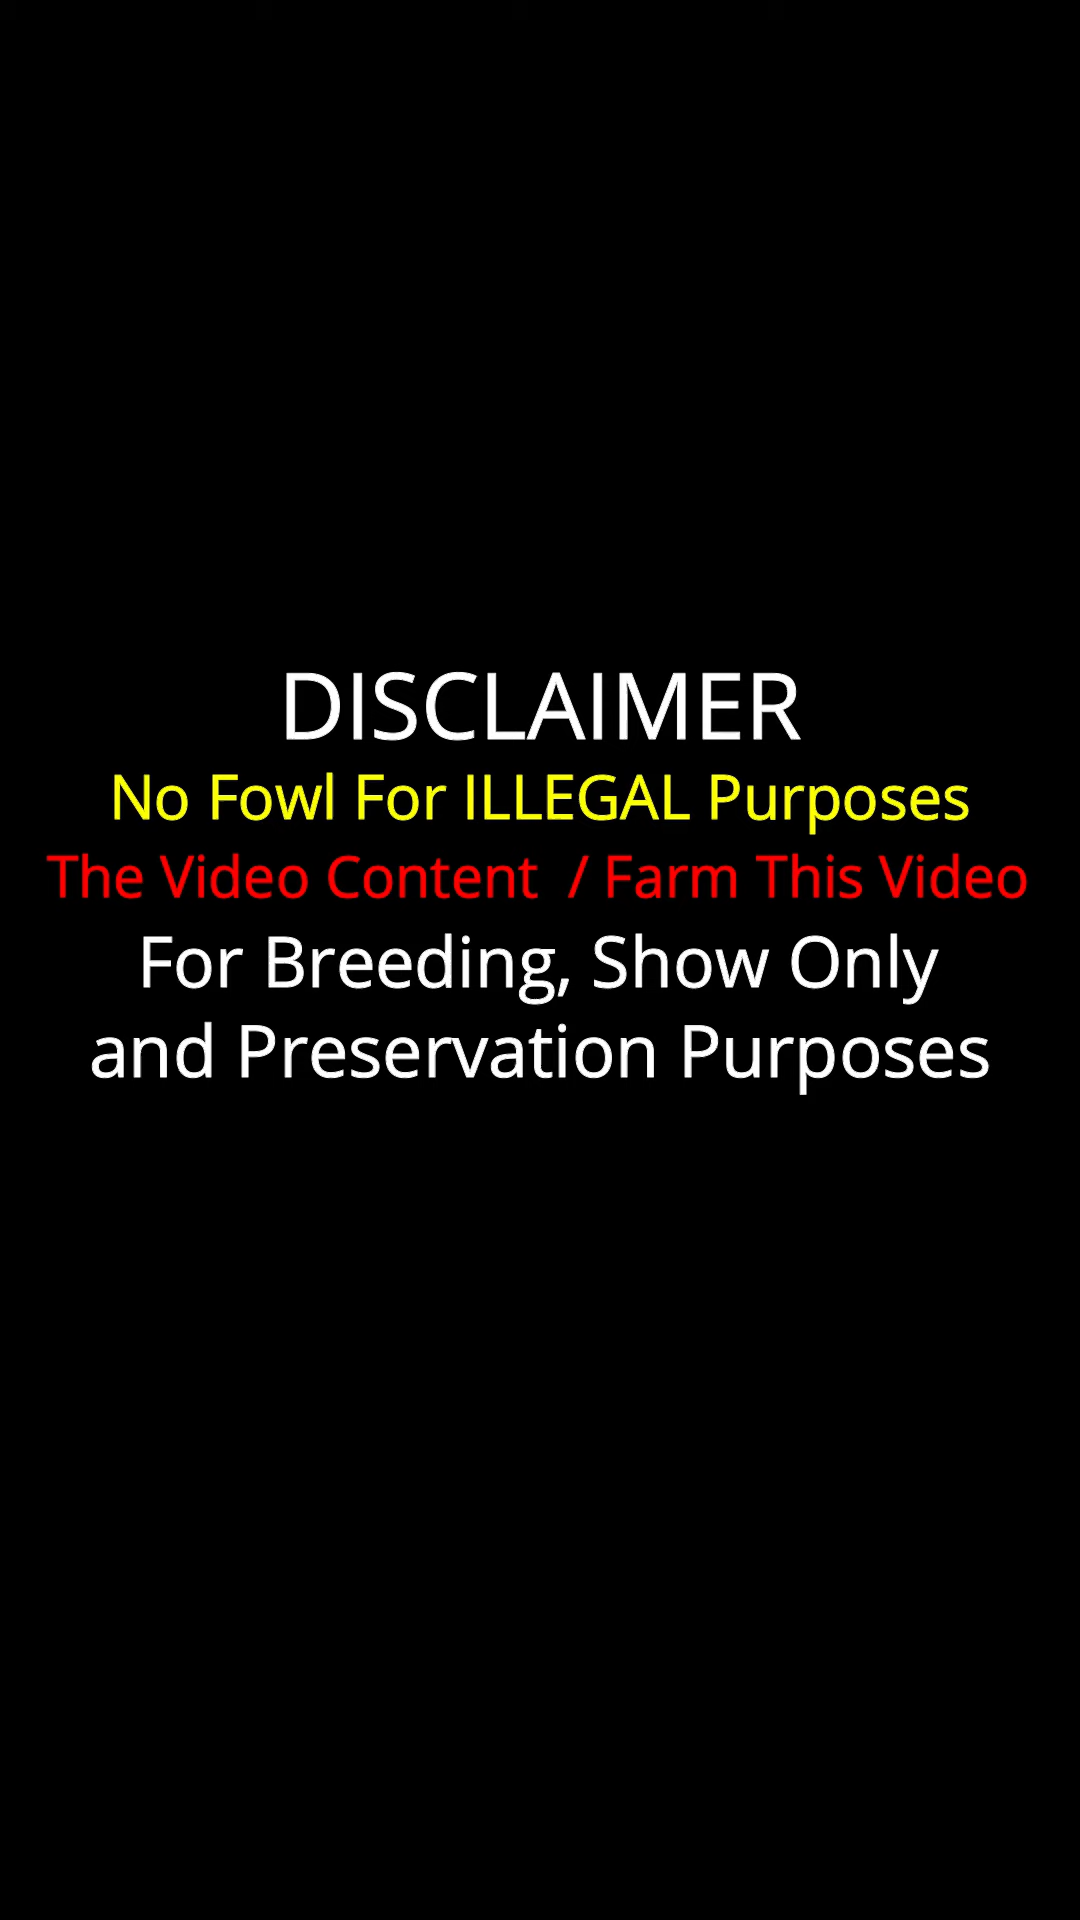 DISCLAIMER
No Fowl For ILLEGAL Purposes
The Video Content  / Farm This Video
For Breeding, Show Only
and Preservation Purposes